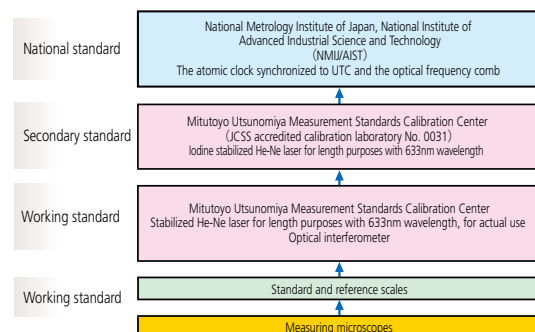 National standard
National Metrology Institute of Japan, National Institute of
Advanced Industrial Science and Technology
(NMIJ/AIST)
The atomic clock synchronized to UTC and the optical frequency comb
Secondary standard
Mitutoyo Utsunomiya Measurement Standards Calibration Center
(JCSS accredited calibration laboratory No. 0031)
Iodine stabilized He-Ne laser for length purposes with 633nm wavelength
Working standard
Mitutoyo Utsunomiya Measurement Standards Calibration Center
Stabilized He-Ne laser for length purposes with 633nm wavelength, for actual use
Optical interferometer
Working standard
Standard and reference scales
Measuring microscopes